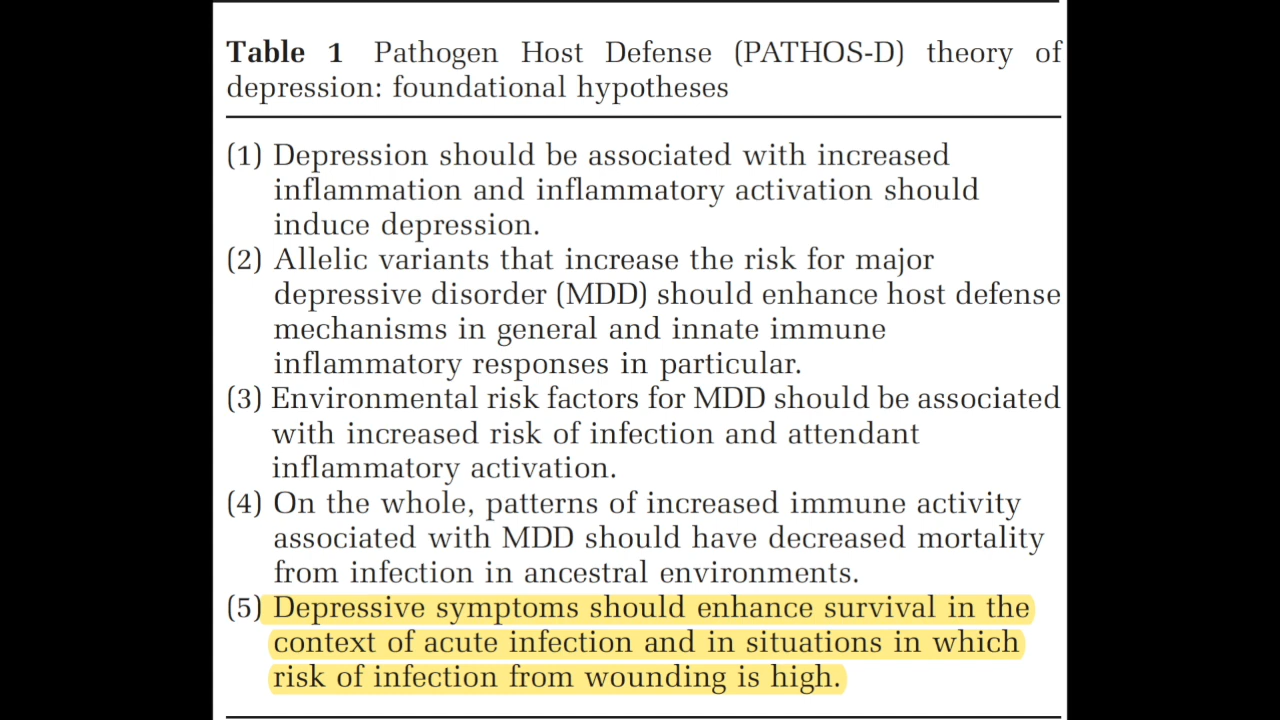 Table 1 Pathogen Host Defense (PATHOS-D) theory of
depression: foundational hypotheses
(1) Depression should be associated with increased
inflammation and inflammatory activation should
induce depression.
(2) Allelic variants that increase the risk for major
depressive disorder (MDD) should enhance host defense
mechanisms in general and innate immune
inflammatory responses in particular.
(3) Environmental risk factors for MDD should be associated
with increased risk of infection and attendant
inflammatory activation.
(4) On the whole, patterns of increased immune activity
associated with MDD should have decreased mortality
from infection in ancestral environments.
(5) Depressive symptoms should enhance survival in the
context of acute infection and in situations in which
risk of infection from wounding is high.